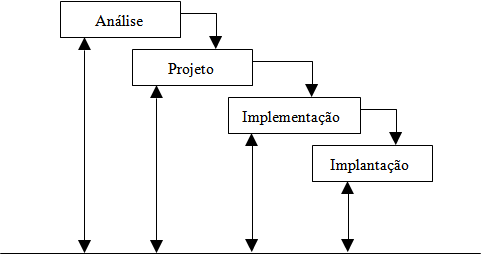 Análise
Projeto
Implementação
Implantação